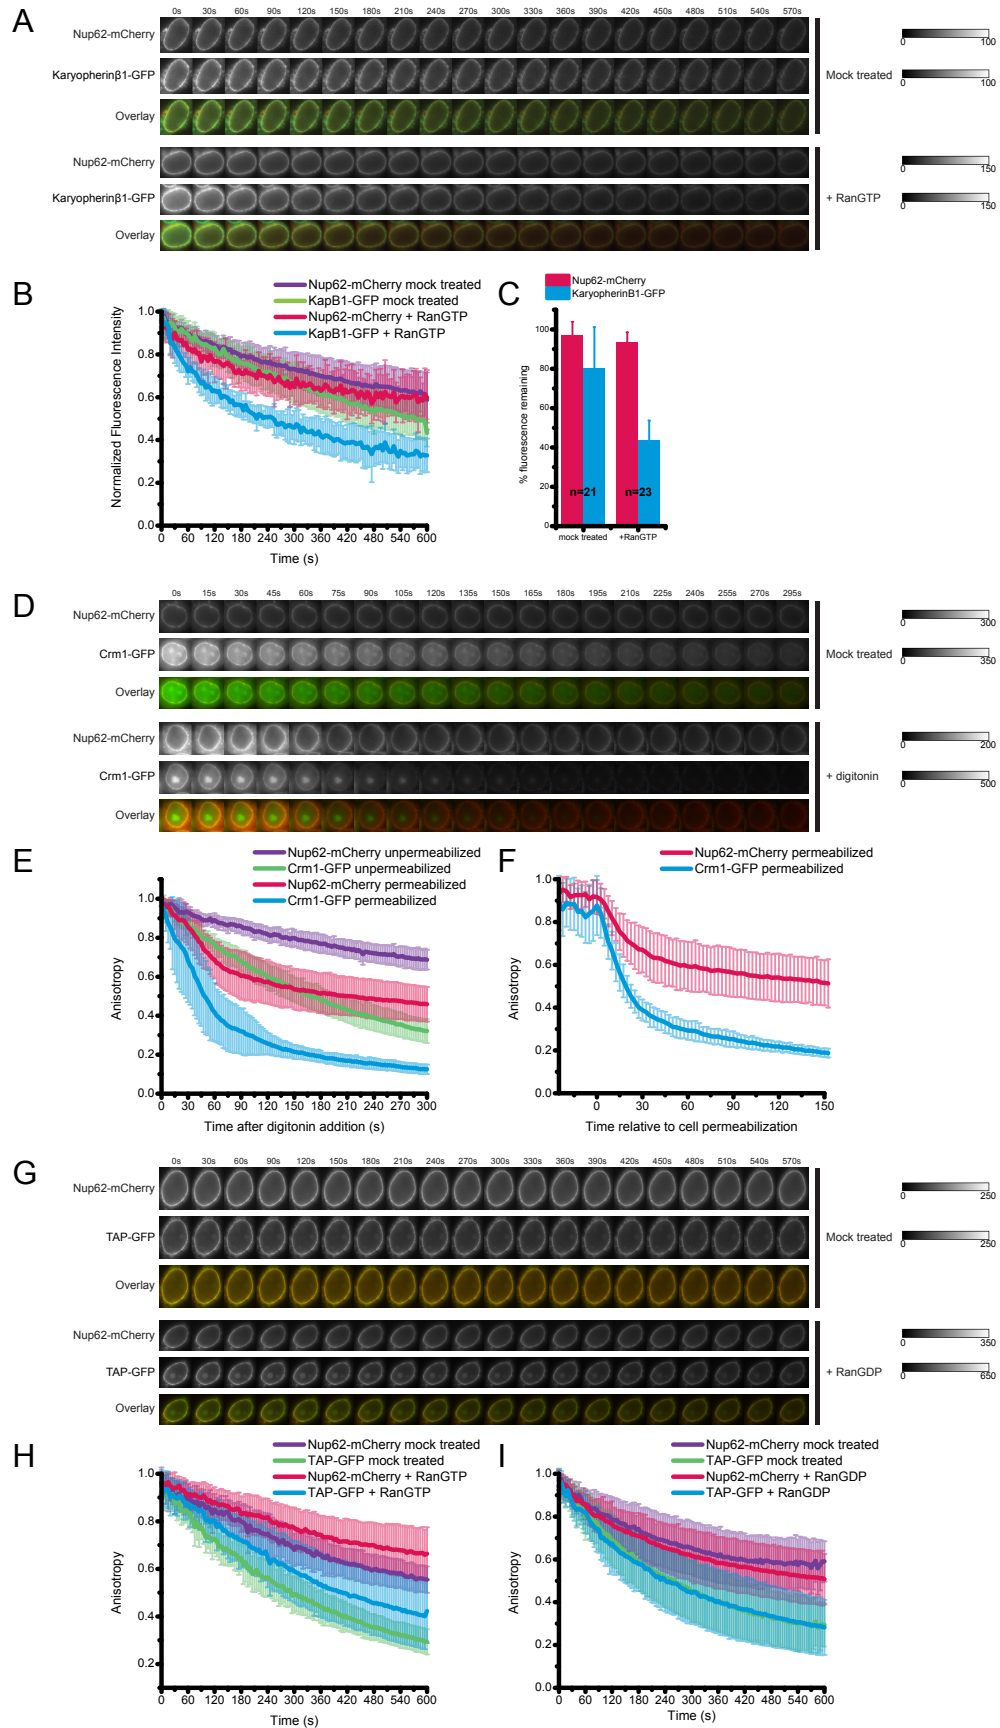 A
0s 30s 60s 90s 120s 150s 180s 210s 240s 270s 300s 330s 360s 390s 420s 450s 480s 510s 540s 570s
Nup62-mCherry
0 100
Karyopherinβ1-GFP
Mock treated
0 100
Overlay
Nup62-mCherry
0 150
Karyopherinβ1-GFP
+ RanGTP
0 150
Overlay
B
Nup62-mCherry mock treated
KapB1-GFP mock treated
Nup62-mCherry + RanGTP
KapB1-GFP + RanGTP
Normalized Fluorescence Intensity
1.0
0.8
0.6
0.4
0.2
0.0
0 60 120 180 240 300 360 420 480 540 600
Time (s)
C
Nup62-mCherry
KaryopherinB1-GFP
% fluorescence remaining
100
80
60
40
20
0
n=21 n=23
mock treated +RanGTP
D
0s 15s 30s 45s 60s 75s 90s 105s 120s 135s 150s 165s 180s 195s 210s 225s 240s 255s 270s 295s
Nup62-mCherry
0 300
Crm1-GFP
Mock treated
0 350
Overlay
Nup62-mCherry
0 200
Crm1-GFP
+ digitonin
0 500
Overlay
E
Nup62-mCherry unpermeabilized
Crm1-GFP unpermeabilized
Nup62-mCherry permeabilized
Crm1-GFP permeabilized
Anisotropy
1.0
0.8
0.6
0.4
0.2
0.0
0 30 60 90 120 150 180 210 240 270 300
Time after digitonin addition (s)
F
Nup62-mCherry permeabilized
Crm1-GFP permeabilized
Anisotropy
1.0
0.8
0.6
0.4
0.2
0.0
0 30 60 90 120 150
Time relative to cell permeabilization
G
0s 30s 60s 90s 120s 150s 180s 210s 240s 270s 300s 330s 360s 390s 420s 450s 480s 510s 540s 570s
Nup62-mCherry
0 250
TAP-GFP
Mock treated
0 250
Overlay
Nup62-mCherry
0 350
TAP-GFP
+ RanGDP
0 650
Overlay
H
Nup62-mCherry mock treated
TAP-GFP mock treated
Nup62-mCherry + RanGTP
TAP-GFP + RanGTP
Anisotropy
1.0
0.8
0.6
0.4
0.2
0 60 120 180 240 300 360 420 480 540 600
Time (s)
I
Nup62-mCherry mock treated
TAP-GFP mock treated
Nup62-mCherry + RanGDP
TAP-GFP + RanGDP
Anisotropy
1.0
0.8
0.6
0.4
0.2
0.0
0 60 120 180 240 300 360 420 480 540 600
Time (s)